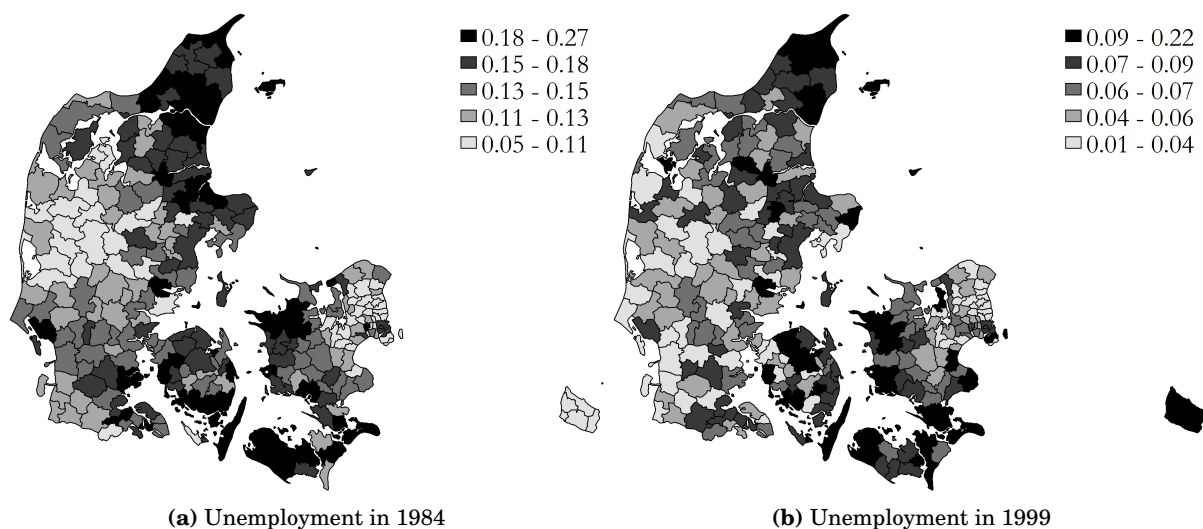 0.18 - 0.27
0.15 - 0.18
0.13 - 0.15
0.11 - 0.13
0.05 - 0.11
0.09 - 0.22
0.07 - 0.09
0.06 - 0.07
0.04 - 0.06
0.01 - 0.04
(a) Unemployment in 1984
(b) Unemployment in 1999